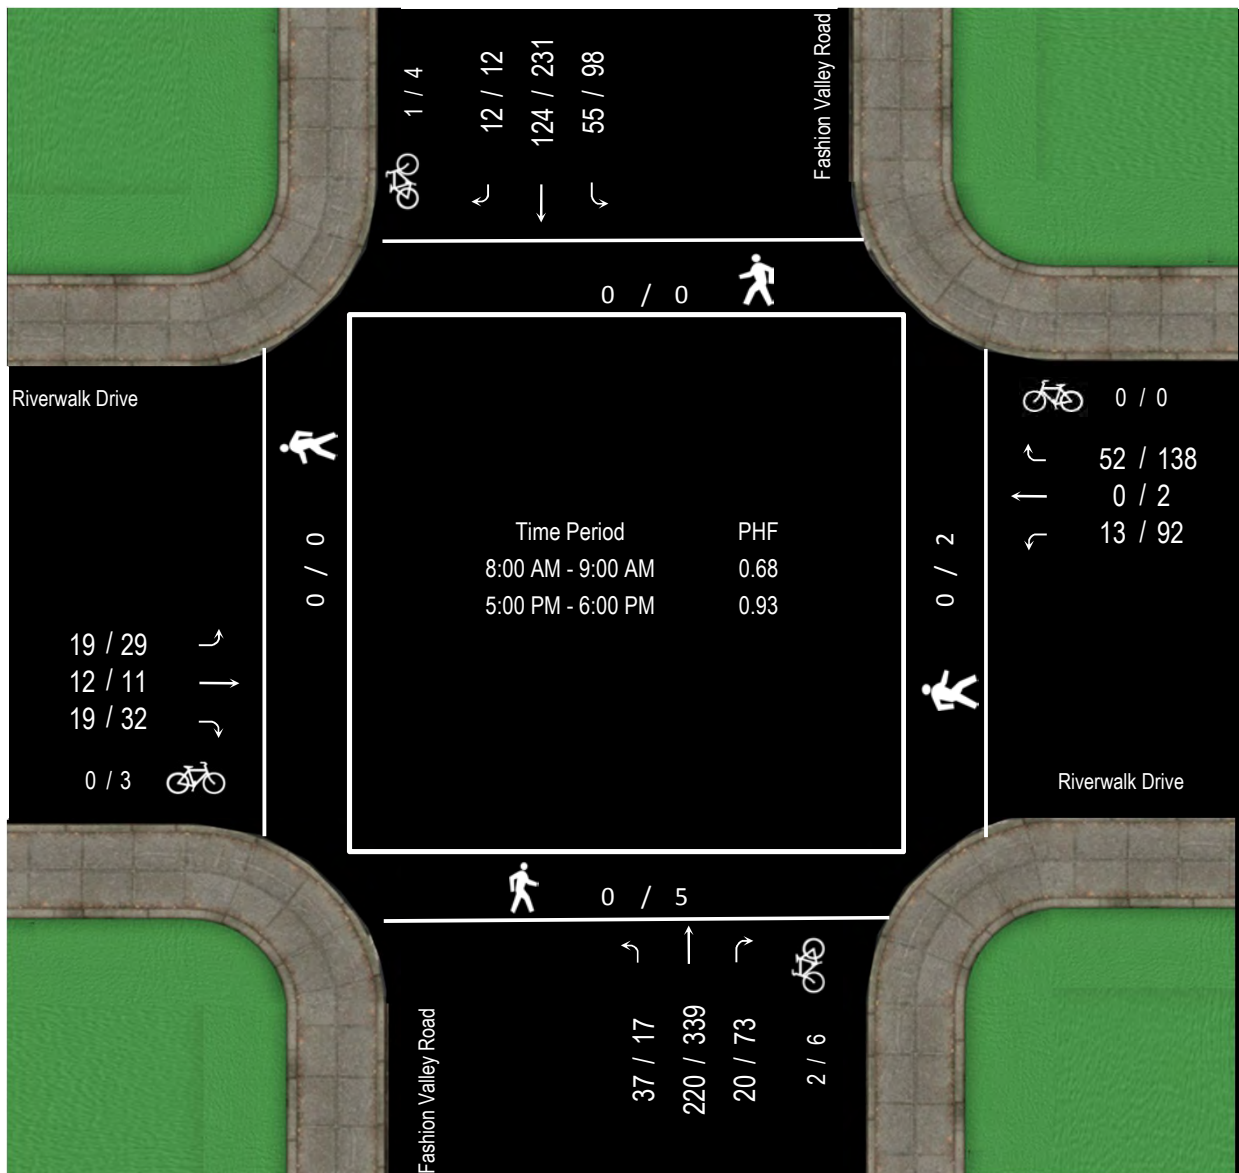 Fashion Valley Road
1 / 4
12 / 12
124 / 231
55 / 98
0 / 0
Riverwalk Drive
0 / 0
52 / 138
0 / 2
13 / 92
0 / 0
Time Period PHF
8:00 AM - 9:00 AM 0.68
5:00 PM - 6:00 PM 0.93
0 / 2
19 / 29
12 / 11
19 / 32
0 / 3
Riverwalk Drive
0 / 5
Fashion Valley Road
37 / 17
220 / 339
20 / 73
2 / 6